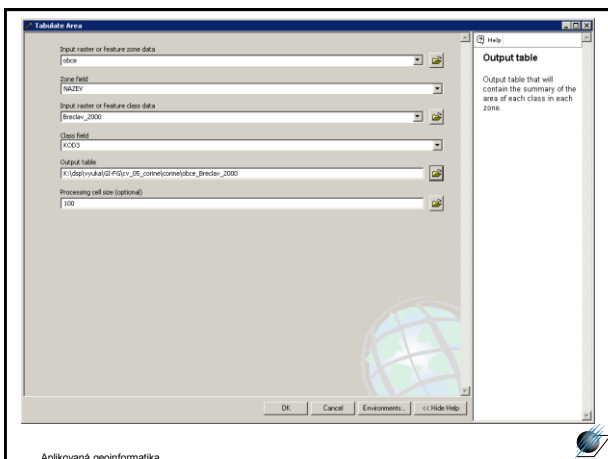 Tabulate Area
Input raster or feature zone data
obce
Zone field
NAZEV
Input raster or feature class data
Breclav_2000
Class field
KOD3
Output table
K:\dsp\vyuka\GI-FG\cv_05_corine\corine\obce_Breclav_2000
Processing cell size (optional)
100
OK
Cancel
Environments...
<< Hide Help
Help
Output table
Output table that will
contain the summary of the
area of each class in each
zone.
Aplikovaná geoinformatika